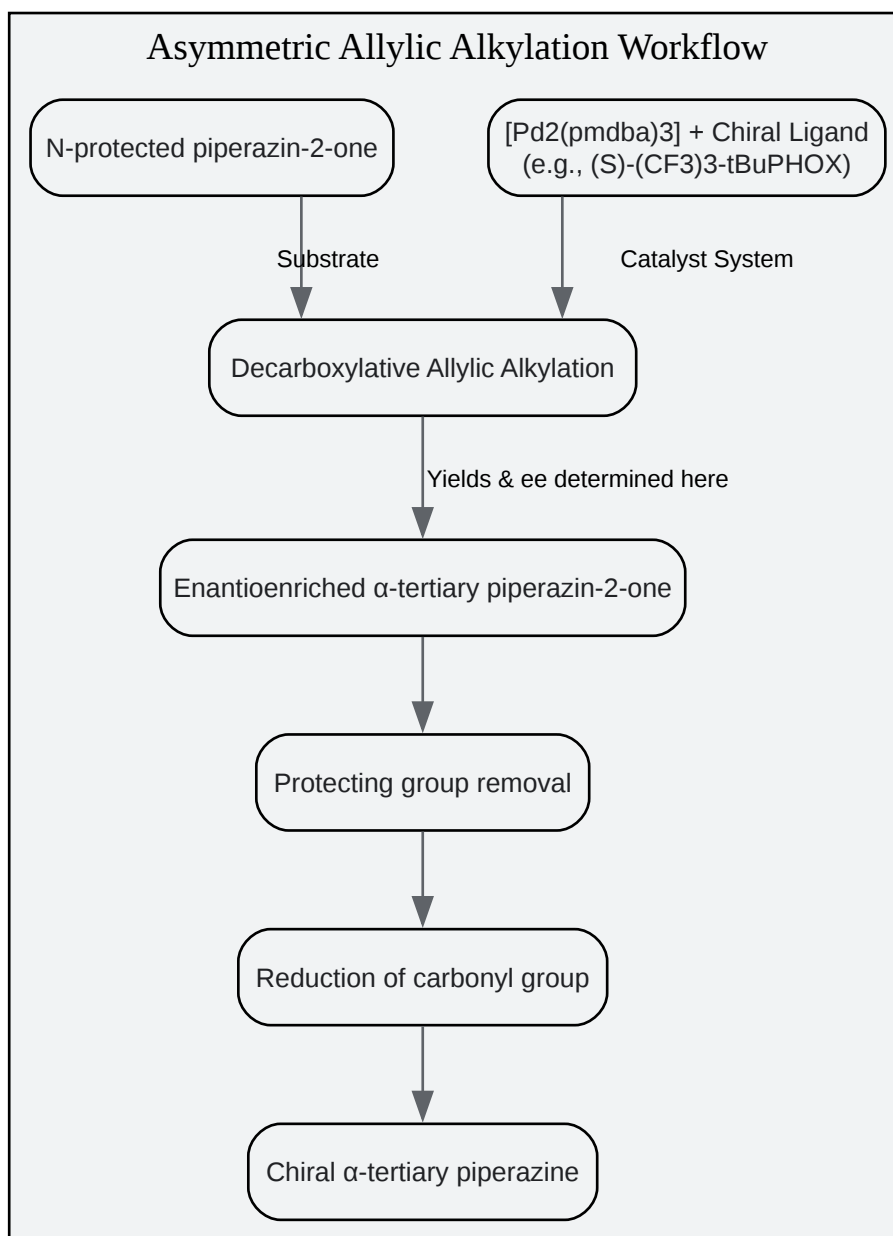 Asymmetric Allylic Alkylation Workflow
N-protected piperazin-2-one
[Pd2(pmdba)3] + Chiral Ligand
(e.g., (S)-(CF3)3-tBuPHOX)
Substrate
Catalyst System
Decarboxylative Allylic Alkylation
Yields & ee determined here
Enantioenriched α-tertiary piperazin-2-one
Protecting group removal
Reduction of carbonyl group
Chiral α-tertiary piperazine